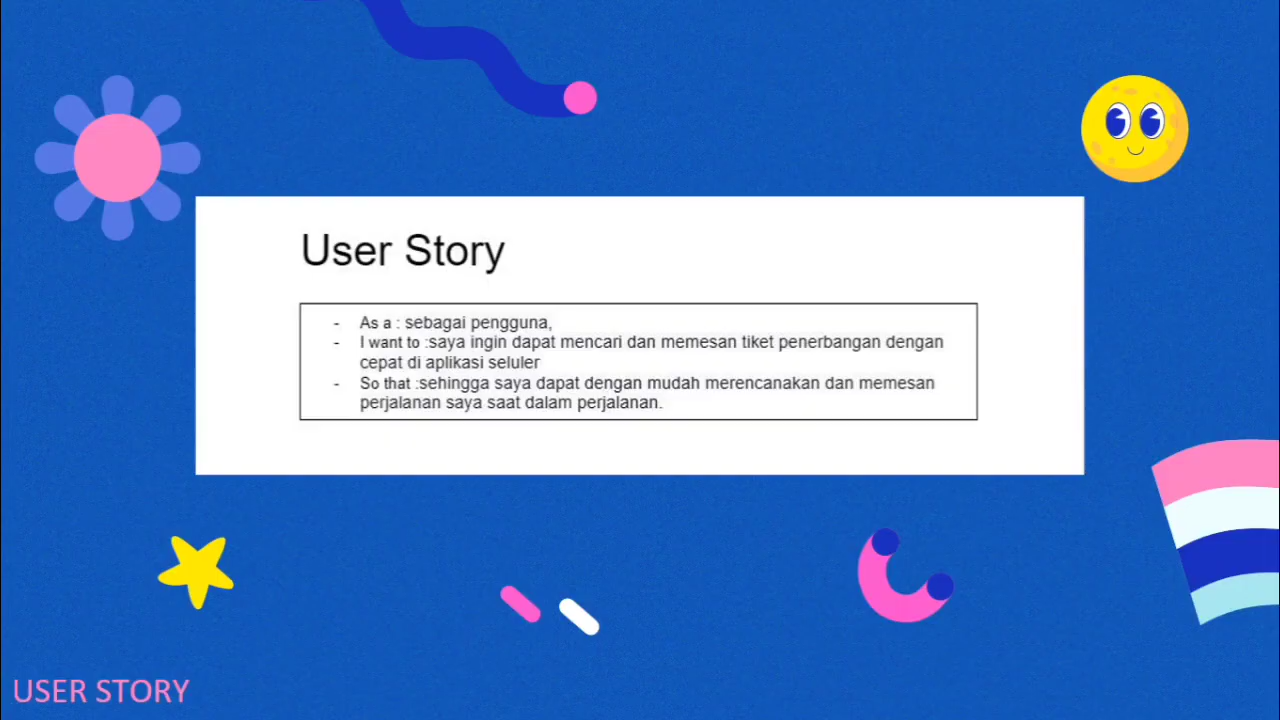 User Story
- As a : sebagai pengguna,
- I want to :saya ingin dapat mencari dan memesan tiket penerbangan dengan
cepat di aplikasi seluler
- So that :sehingga saya dapat dengan mudah merencanakan dan memesan
perjalanan saya saat dalam perjalanan.
USER STORY